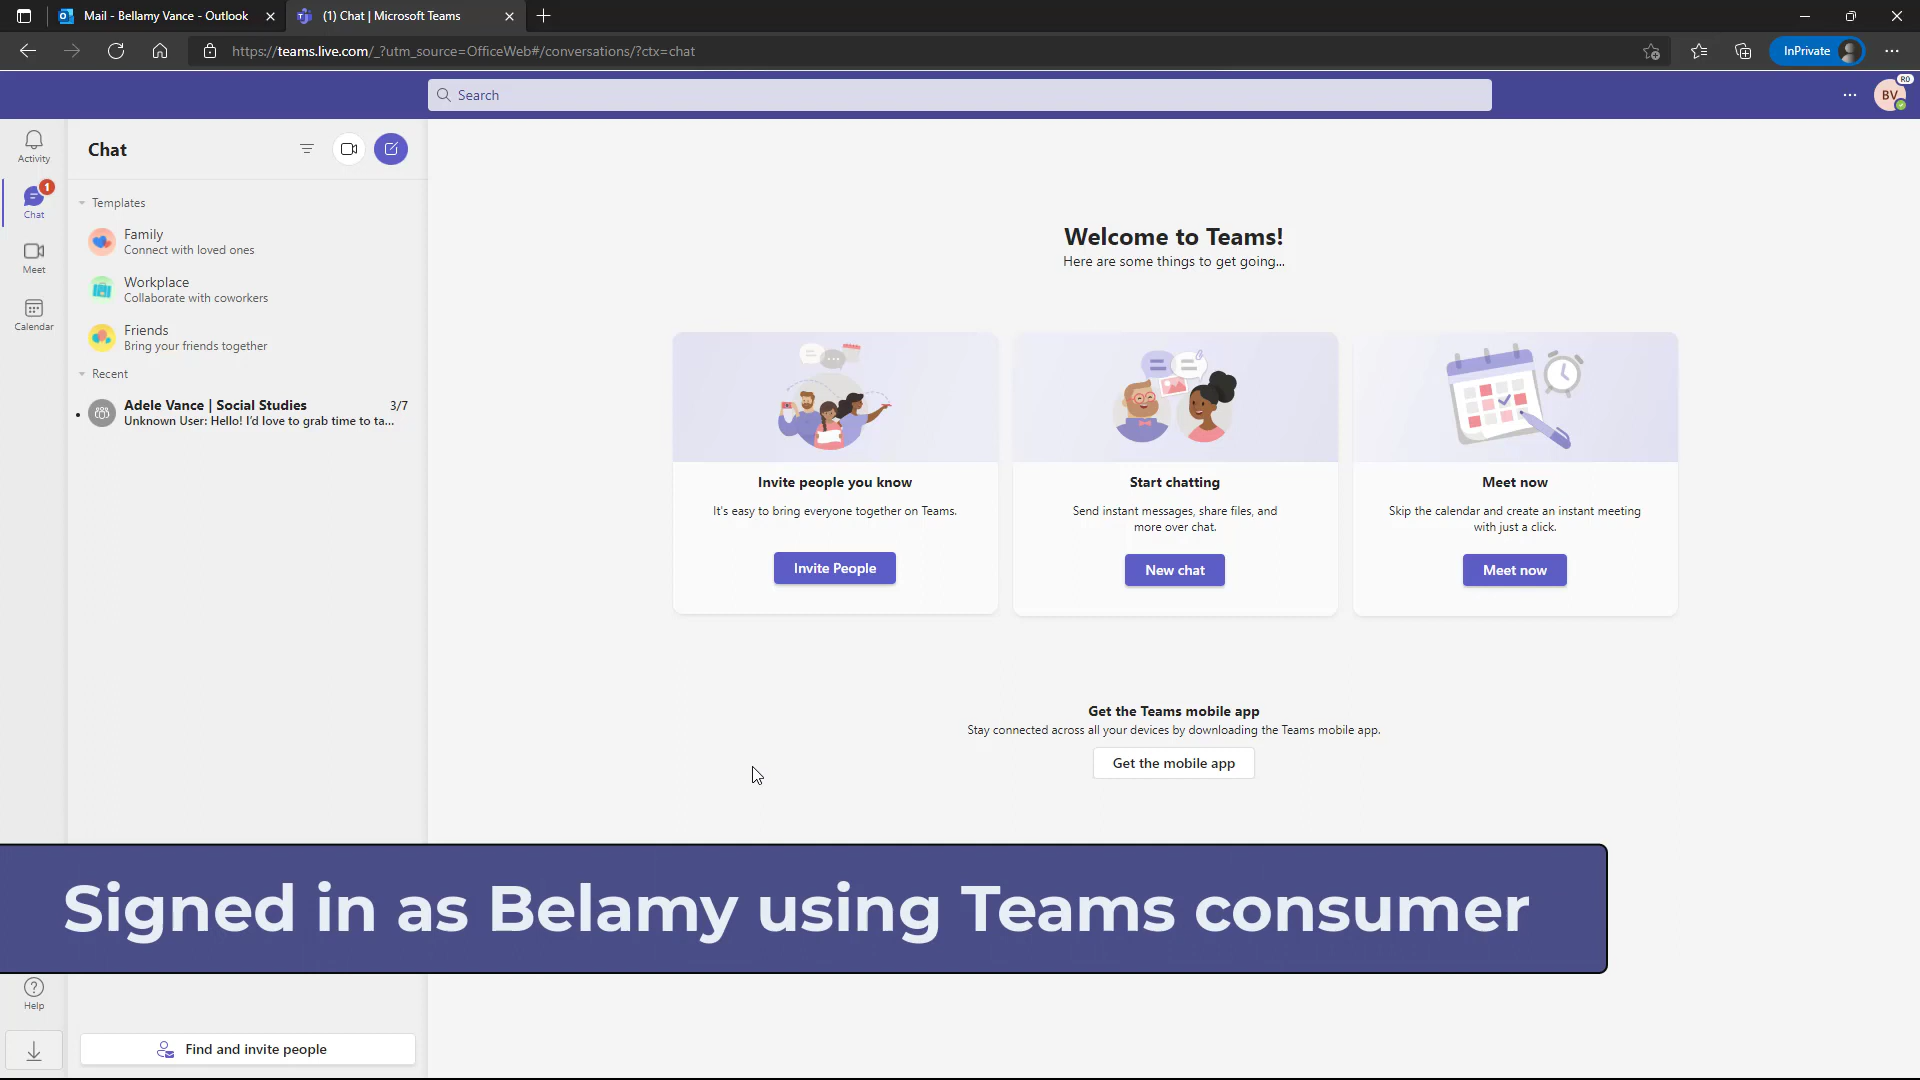 Mail - Bellamy Vance - Outlook
(1) Chat | Microsoft Teams
https://teams.live.com/_?utm_source=OfficeWeb#/conversations/?ctx=chat
InPrivate
Search
BV
RO
Activity
1
Chat
Meet
Calendar
Chat
Templates
Family
Connect with loved ones
Workplace
Collaborate with coworkers
Friends
Bring your friends together
Recent
Adele Vance | Social Studies 3/7
Unknown User: Hello! I'd love to grab time to ta...
Welcome to Teams!
Here are some things to get going...
Invite people you know
It's easy to bring everyone together on Teams.
Invite People
Start chatting
Send instant messages, share files, and
more over chat.
New chat
Meet now
Skip the calendar and create an instant meeting
with just a click.
Meet now
Get the Teams mobile app
Stay connected across all your devices by downloading the Teams mobile app.
Get the mobile app
Signed in as Belamy using Teams consumer
Help
Find and invite people